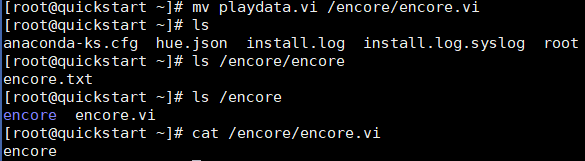 [root@quickstart ~]# mv playdata.vi /encore/encore.vi
[root@quickstart ~]# ls
anaconda-ks.cfg  hue.json  install.log  install.log.syslog  root
[root@quickstart ~]# ls /encore/encore
encore.txt
[root@quickstart ~]# ls /encore
encore  encore.vi
[root@quickstart ~]# cat /encore/encore.vi
encore